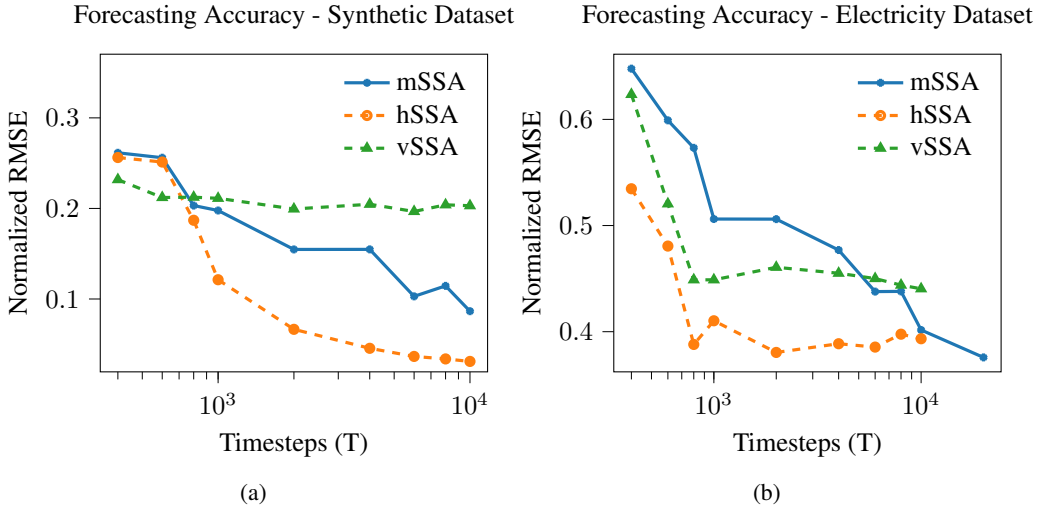 Forecasting Accuracy - Synthetic Dataset
Normalized RMSE
0.3
0.2
0.1
mSSA
hSSA
vSSA
10³
10⁴
Timesteps (T)
(a)
Forecasting Accuracy - Electricity Dataset
Normalized RMSE
0.6
0.5
0.4
mSSA
hSSA
vSSA
10³
10⁴
Timesteps (T)
(b)